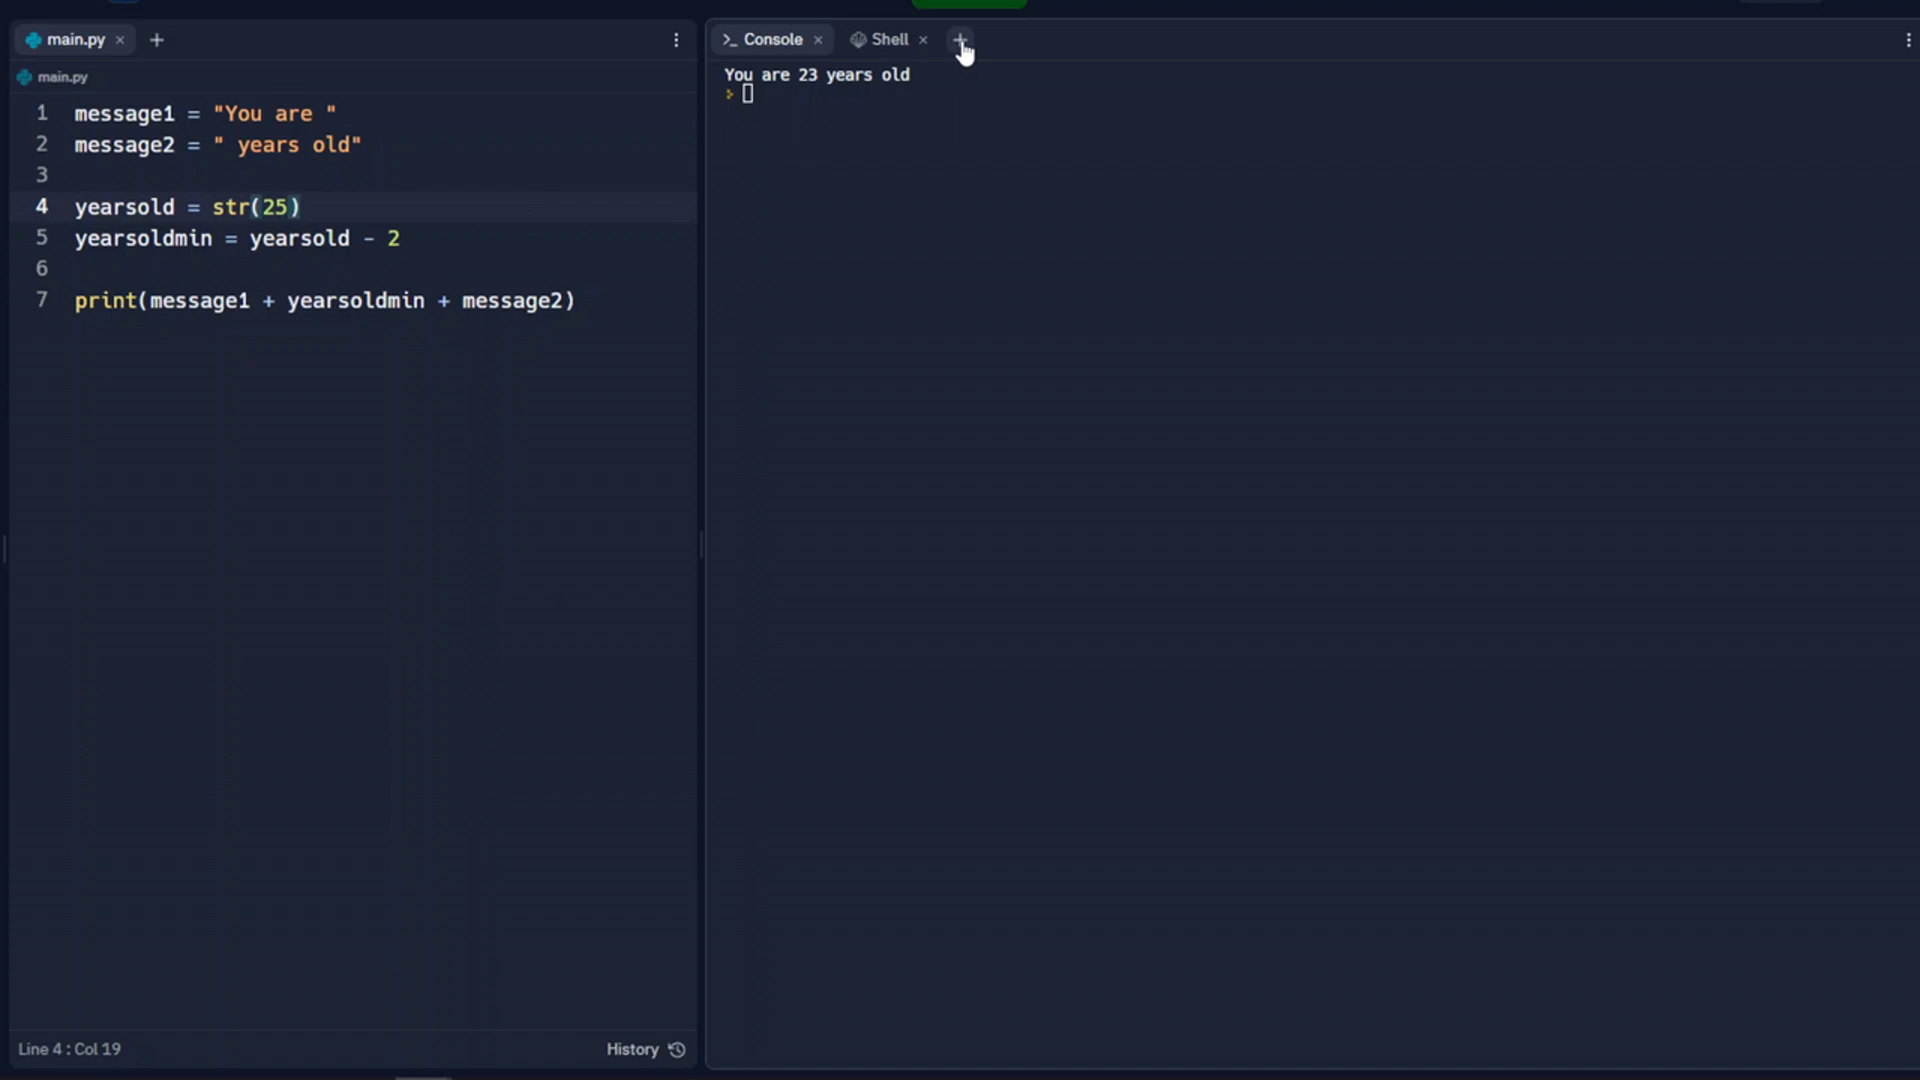 main.py
main.py
1 message1 = "You are "
2 message2 = " years old"
3
4 yearsold = str(25)
5 yearsoldmin = yearsold - 2
6
7 print(message1 + yearsoldmin + message2)
Line 4 : Col 19
History
>_ Console
Shell
You are 23 years old